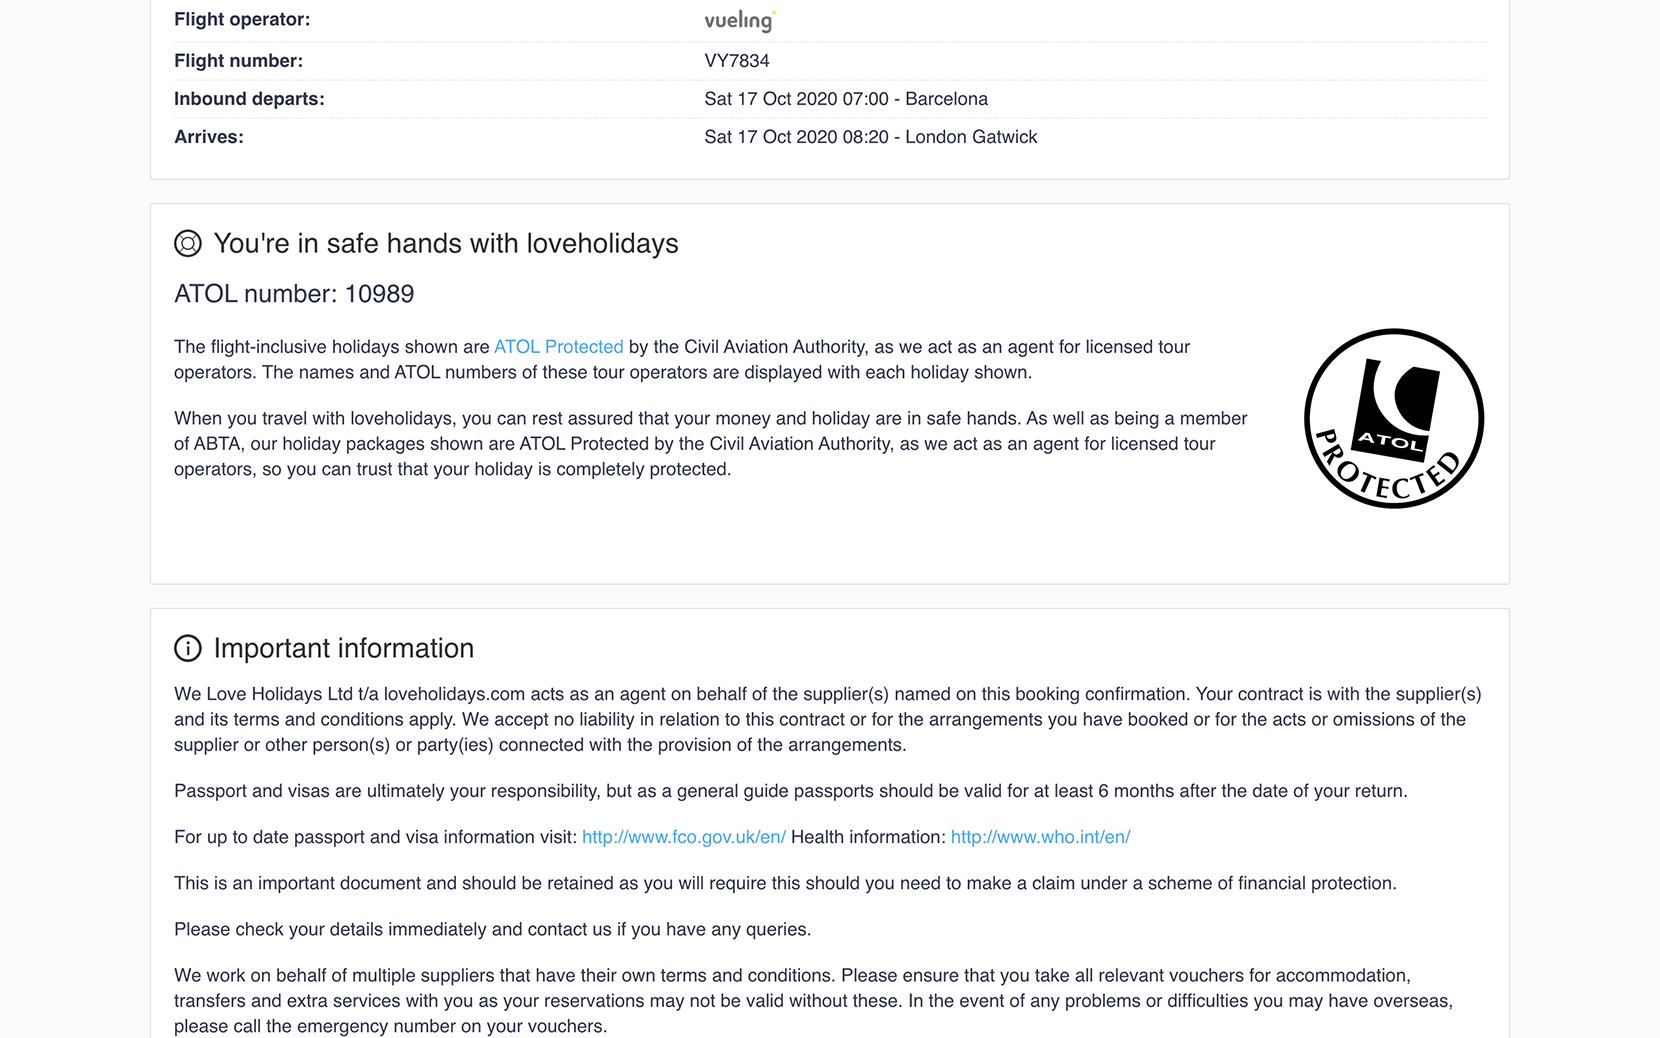 Flight operator:
vueling
Flight number:
VY7834
Inbound departs:
Sat 17 Oct 2020 07:00 - Barcelona
Arrives:
Sat 17 Oct 2020 08:20 - London Gatwick
You're in safe hands with loveholidays
ATOL number: 10989
The flight-inclusive holidays shown are ATOL Protected by the Civil Aviation Authority, as we act as an agent for licensed tour
operators. The names and ATOL numbers of these tour operators are displayed with each holiday shown.
When you travel with loveholidays, you can rest assured that your money and holiday are in safe hands. As well as being a member
of ABTA, our holiday packages shown are ATOL Protected by the Civil Aviation Authority, as we act as an agent for licensed tour
operators, so you can trust that your holiday is completely protected.
ATOL
PROTECTED
Important information
We Love Holidays Ltd t/a loveholidays.com acts as an agent on behalf of the supplier(s) named on this booking confirmation. Your contract is with the supplier(s)
and its terms and conditions apply. We accept no liability in relation to this contract or for the arrangements you have booked or for the acts or omissions of the
supplier or other person(s) or party(ies) connected with the provision of the arrangements.
Passport and visas are ultimately your responsibility, but as a general guide passports should be valid for at least 6 months after the date of your return.
For up to date passport and visa information visit: http://www.fco.gov.uk/en/ Health information: http://www.who.int/en/
This is an important document and should be retained as you will require this should you need to make a claim under a scheme of financial protection.
Please check your details immediately and contact us if you have any queries.
We work on behalf of multiple suppliers that have their own terms and conditions. Please ensure that you take all relevant vouchers for accommodation,
transfers and extra services with you as your reservations may not be valid without these. In the event of any problems or difficulties you may have overseas,
please call the emergency number on your vouchers.